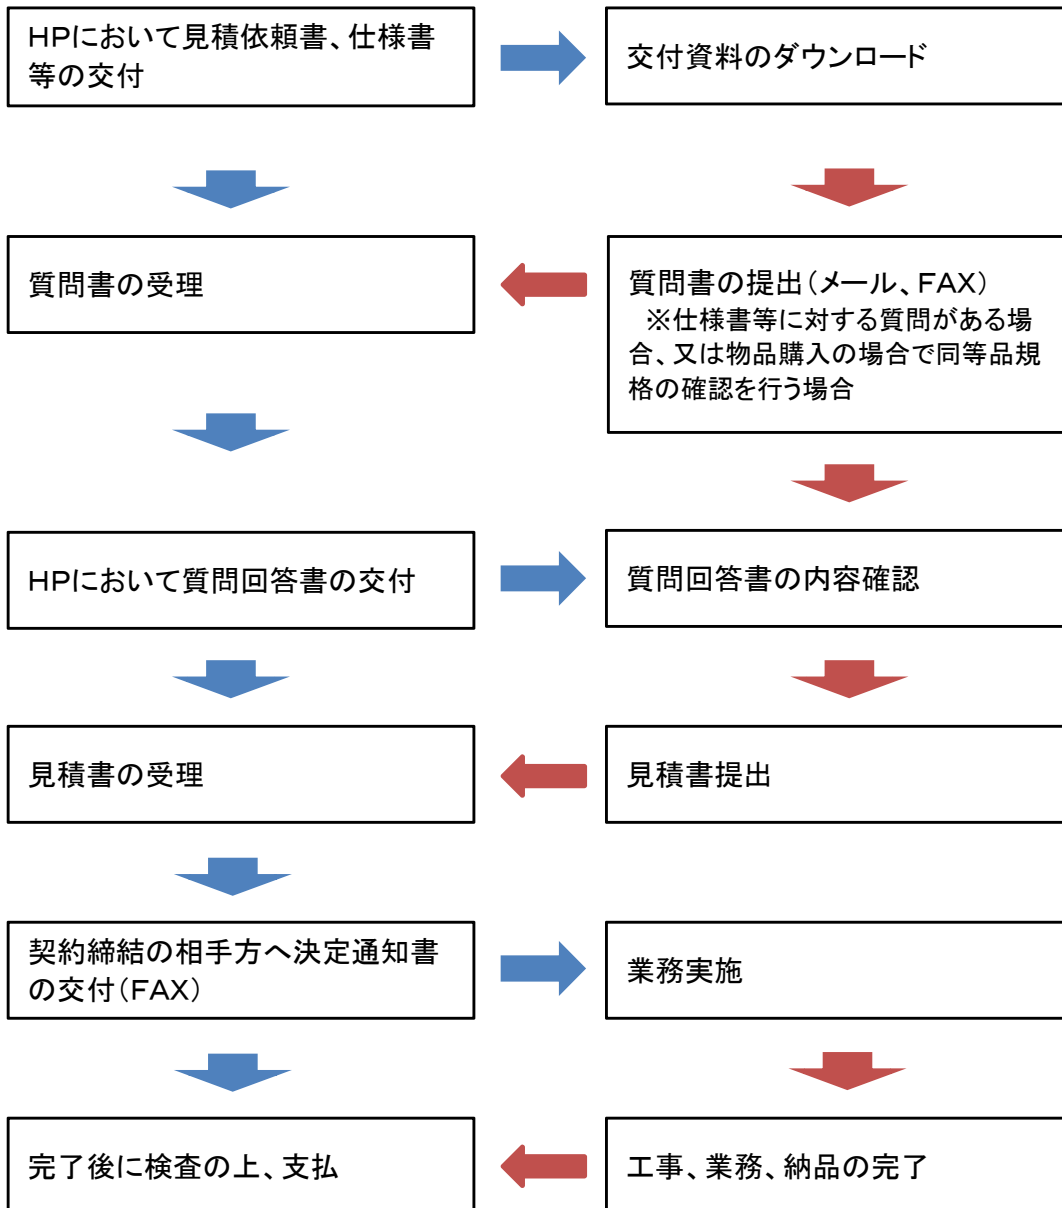 HPにおいて見積依頼書、仕様書
等の交付
交付資料のダウンロード
質問書の受理
質問書の提出(メール、FAX)
※仕様書等に対する質問がある場
合、又は物品購入の場合で同等品規
格の確認を行う場合
HPにおいて質問回答書の交付
質問回答書の内容確認
見積書の受理
見積書提出
契約締結の相手方へ決定通知書
の交付(FAX)
業務実施
完了後に検査の上、支払
工事、業務、納品の完了